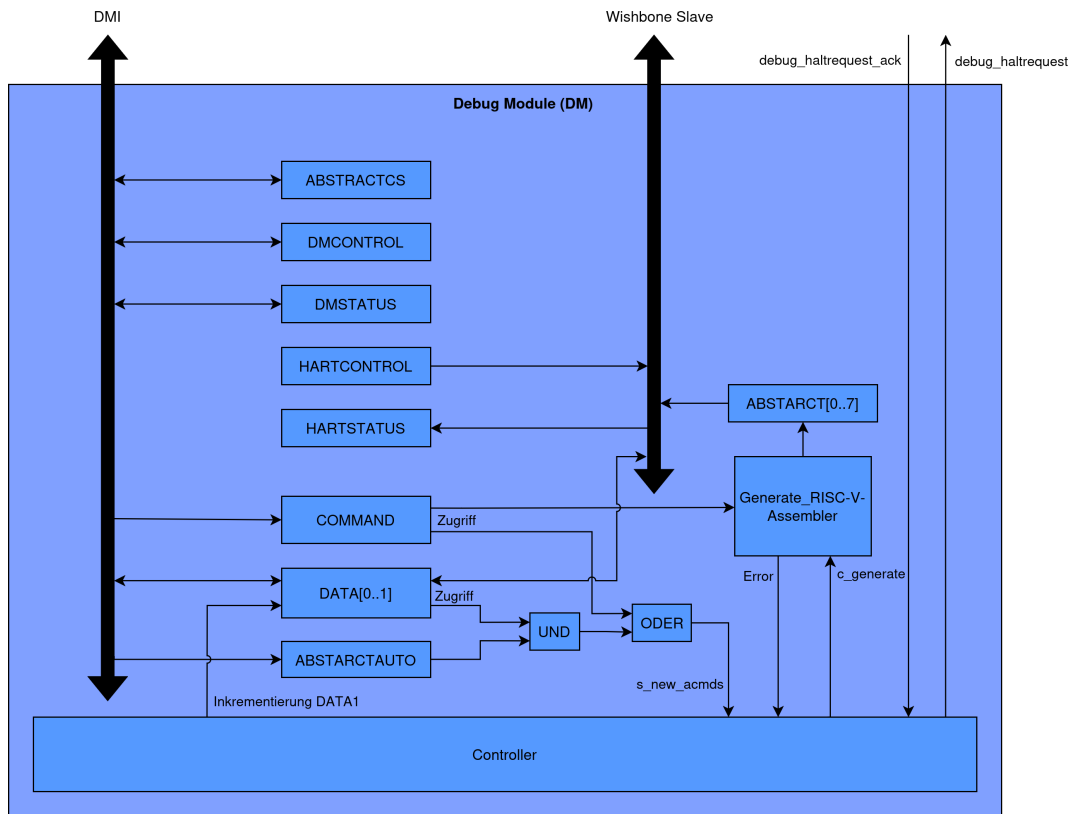 DMI
Wishbone Slave
debug_haltrequest_ack
debug_haltrequest
Debug Module (DM)
ABSTRACTCS
DMCONTROL
DMSTATUS
HARTCONTROL
HARTSTATUS
ABSTARCT[0..7]
Generate_RISC-V-
Assembler
COMMAND
Zugriff
DATA[0..1]
Zugriff
Error
c_generate
UND
ODER
ABSTARCTAUTO
s_new_acmds
Inkrementierung DATA1
Controller